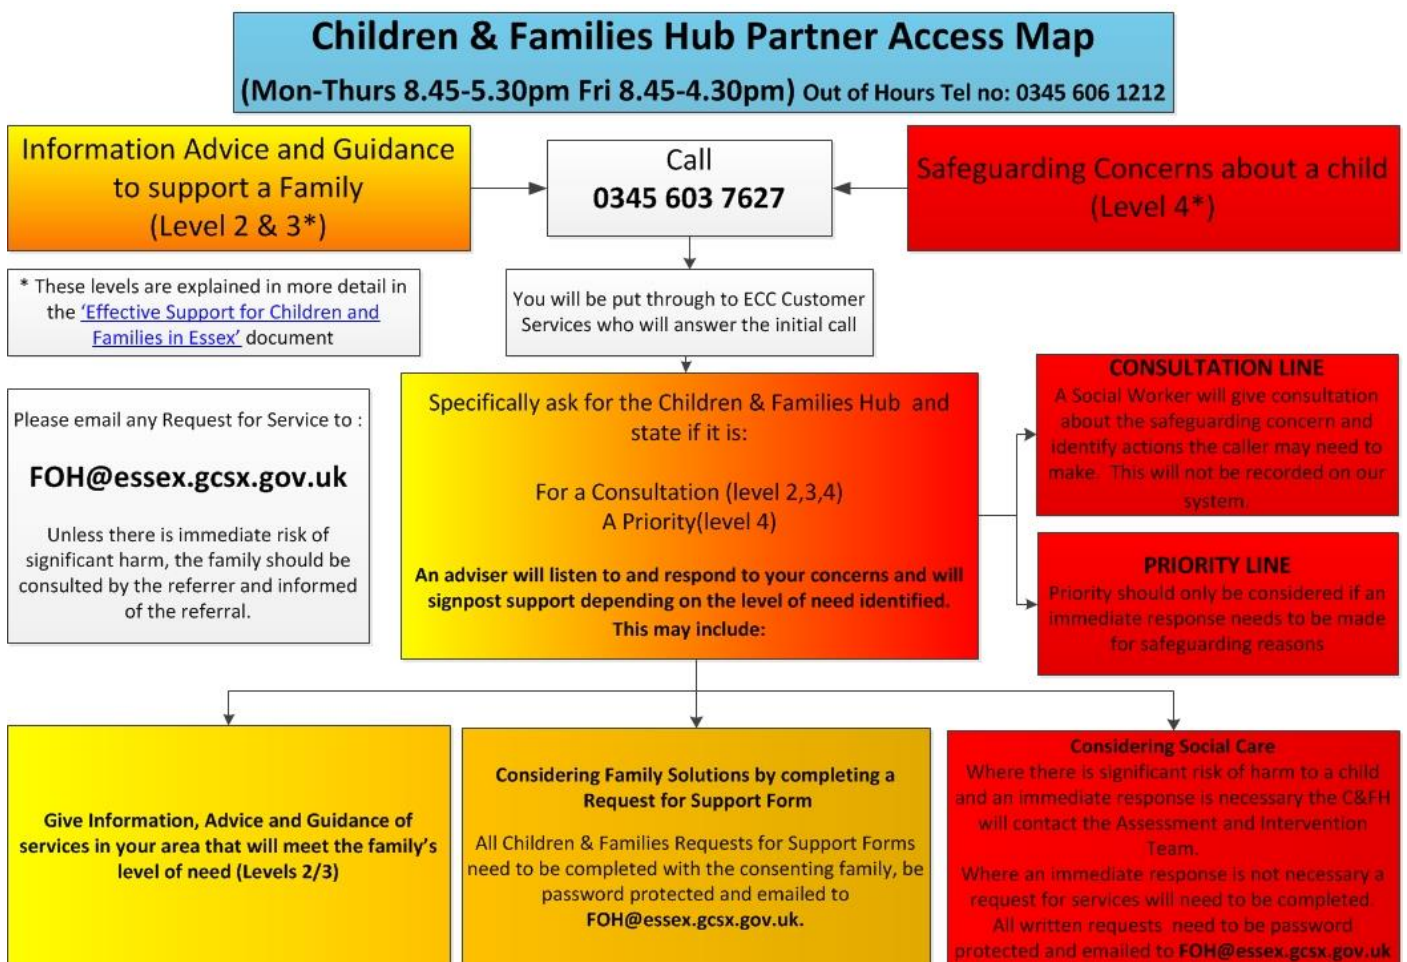 Children & Families Hub Partner Access Map
(Mon-Thurs 8.45-5.30pm Fri 8.45-4.30pm) Out of Hours Tel no: 0345 606 1212
Information Advice and Guidance
to support a Family
(Level 2 & 3*)
Call
0345 603 7627
Safeguarding Concerns about a child
(Level 4*)
* These levels are explained in more detail in
the 'Effective Support for Children and
Families in Essex' document
You will be put through to ECC Customer
Services who will answer the initial call
Please email any Request for Service to :
FOH@essex.gcsx.gov.uk
Unless there is immediate risk of
significant harm, the family should be
consulted by the referrer and informed
of the referral.
Specifically ask for the Children & Families Hub and
state if it is:
For a Consultation (level 2,3,4)
A Priority(level 4)
An adviser will listen to and respond to your concerns and will
signpost support depending on the level of need identified.
This may include:
CONSULTATION LINE
A Social Worker will give consultation
about the safeguarding concern and
identify actions the caller may need to
make. This will not be recorded on our
system.
PRIORITY LINE
Priority should only be considered if an
immediate response needs to be made
for safeguarding reasons
Give Information, Advice and Guidance of
services in your area that will meet the family's
level of need (Levels 2/3)
Considering Family Solutions by completing a
Request for Support Form
All Children & Families Requests for Support Forms
need to be completed with the consenting family, be
password protected and emailed to
FOH@essex.gcsx.gov.uk.
Considering Social Care
Where there is significant risk of harm to a child
and an immediate response is necessary the C&FH
will contact the Assessment and Intervention
Team.
Where an immediate response is not necessary a
request for services will need to be completed.
All written requests need to be password
protected and emailed to FOH@essex.gcsx.gov.uk